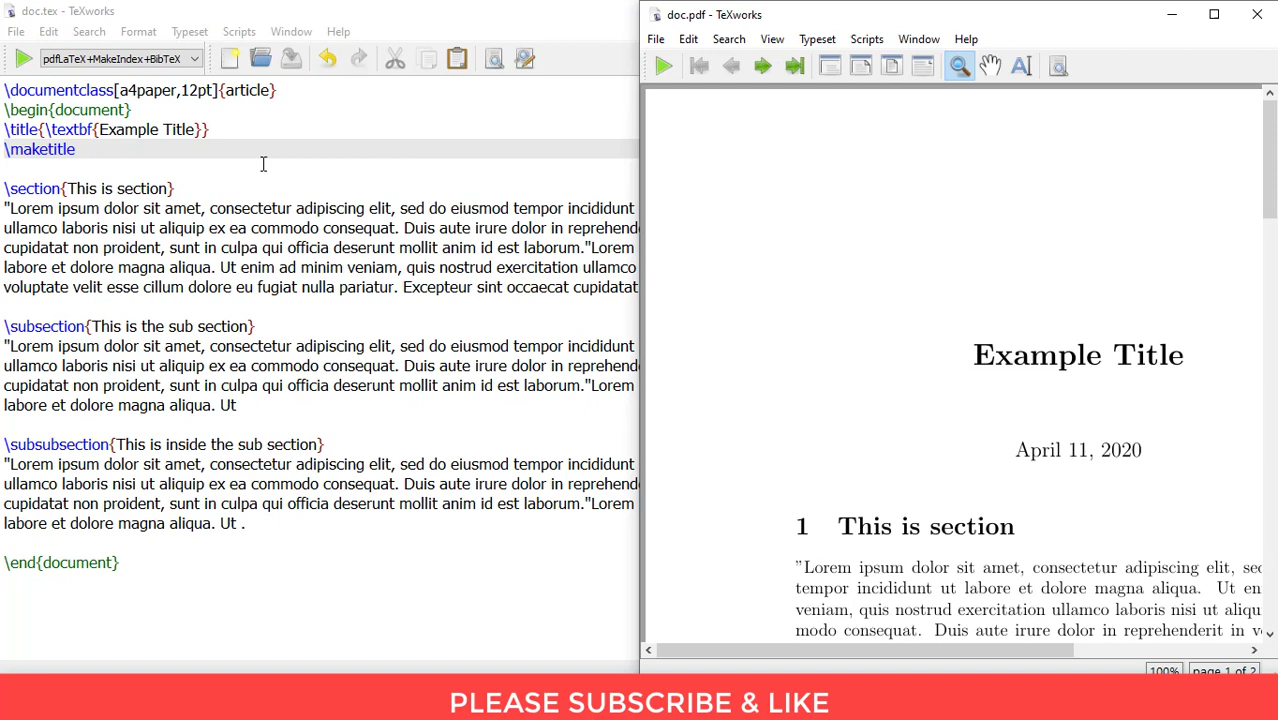 doc.tex - TeXworks
File Edit Search Format Typeset Scripts Window Help
pdfLaTeX+MakeIndex+BibTeX
\documentclass[a4paper,12pt]{article}
\begin{document}
\title{\textbf{Example Title}}
\maketitle
\section{This is section}
"Lorem ipsum dolor sit amet, consectetur adipiscing elit, sed do eiusmod tempor incididunt
ullamco laboris nisi ut aliquip ex ea commodo consequat. Duis aute irure dolor in reprehend
cupidatat non proident, sunt in culpa qui officia deserunt mollit anim id est laborum."Lorem
labore et dolore magna aliqua. Ut enim ad minim veniam, quis nostrud exercitation ullamco
voluptate velit esse cillum dolore eu fugiat nulla pariatur. Excepteur sint occaecat cupidatat
\subsection{This is the sub section}
"Lorem ipsum dolor sit amet, consectetur adipiscing elit, sed do eiusmod tempor incididunt
ullamco laboris nisi ut aliquip ex ea commodo consequat. Duis aute irure dolor in reprehende
cupidatat non proident, sunt in culpa qui officia deserunt mollit anim id est laborum."Lorem
labore et dolore magna aliqua. Ut
\subsubsection{This is inside the sub section}
"Lorem ipsum dolor sit amet, consectetur adipiscing elit, sed do eiusmod tempor incididunt
ullamco laboris nisi ut aliquip ex ea commodo consequat. Duis aute irure dolor in reprehende
cupidatat non proident, sunt in culpa qui officia deserunt mollit anim id est laborum."Lorem
labore et dolore magna aliqua. Ut .
\end{document}
doc.pdf - TeXworks
File Edit Search View Typeset Scripts Window Help
Example Title
April 11, 2020
1 This is section
”Lorem ipsum dolor sit amet, consectetur adipiscing elit, sed
tempor incididunt ut labore et dolore magna aliqua. Ut en
veniam, quis nostrud exercitation ullamco laboris nisi ut aliqu
modo consequat. Duis aute irure dolor in reprehenderit in v
100% page 1 of 2
PLEASE SUBSCRIBE & LIKE